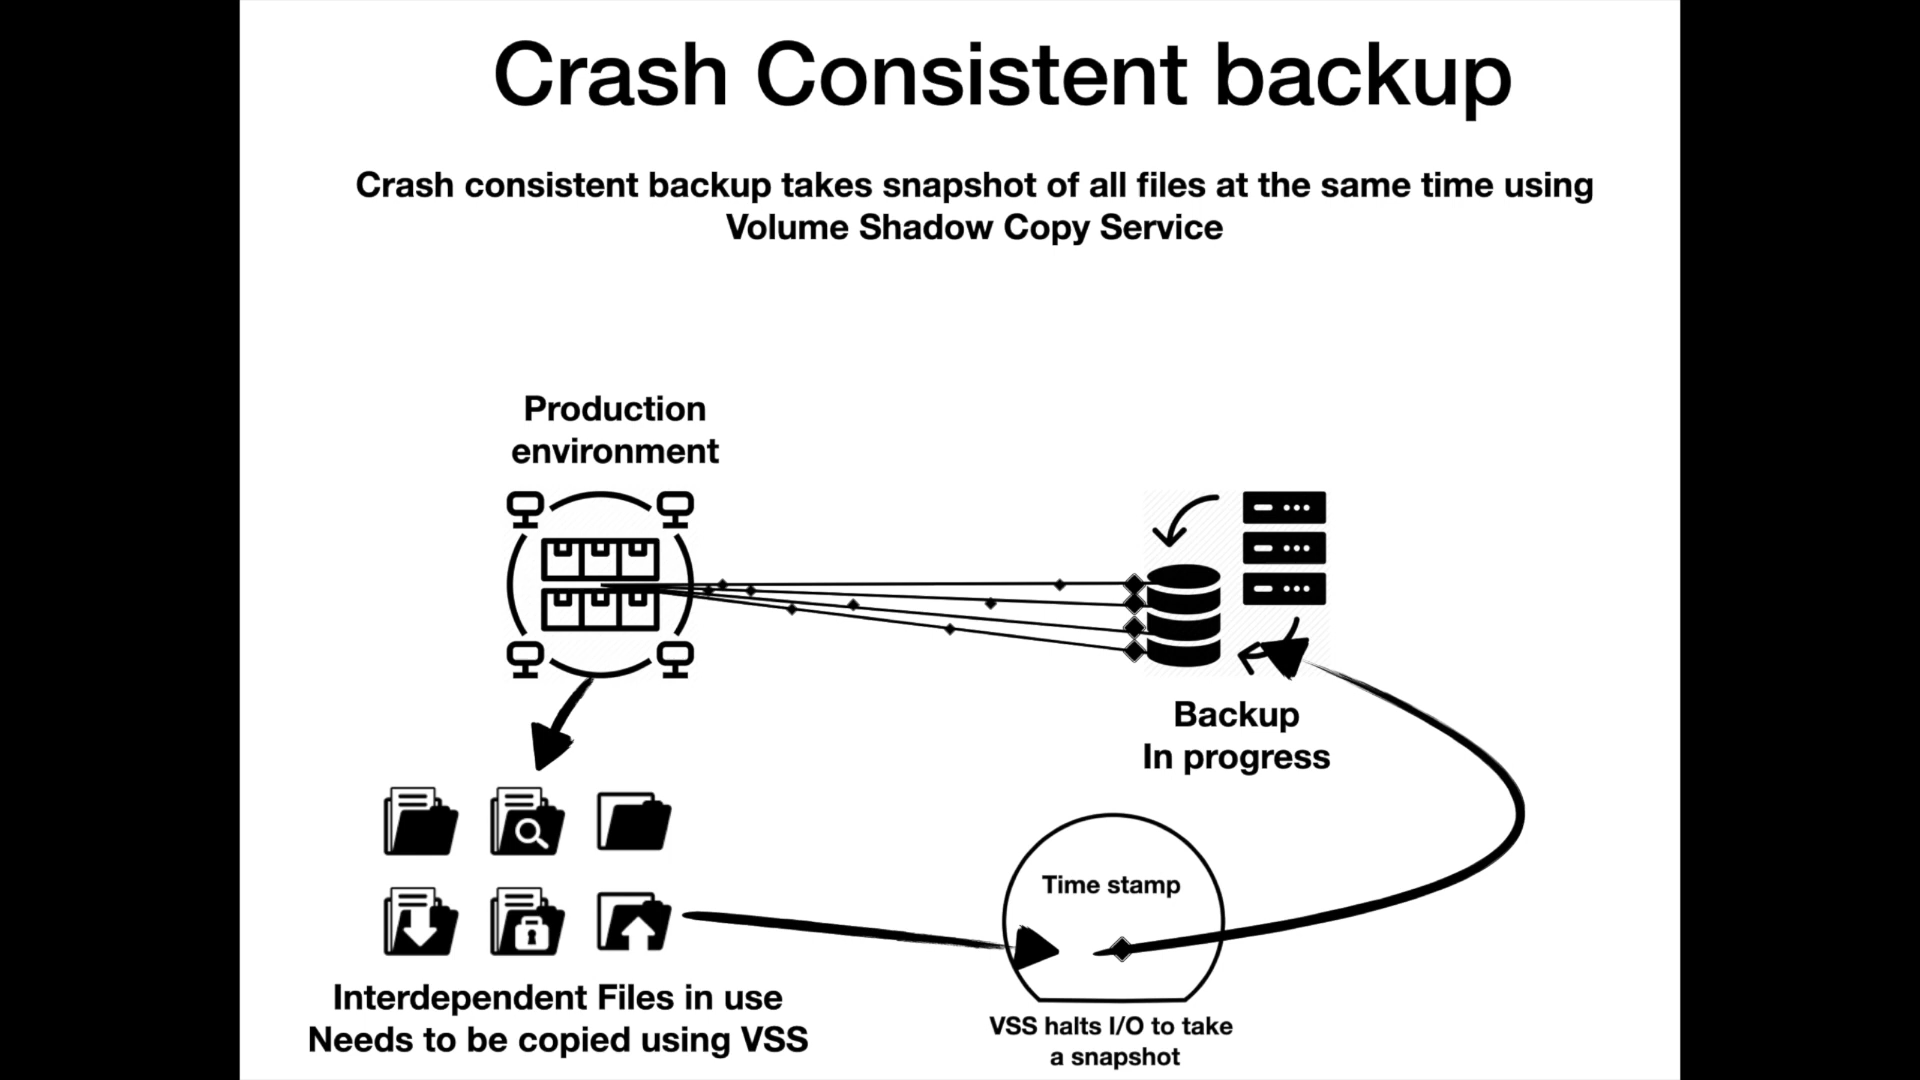 Crash Consistent backup
Crash consistent backup takes snapshot of all files at the same time using
Volume Shadow Copy Service
Production
environment
Backup
In progress
Time stamp
Interdependent Files in use
Needs to be copied using VSS
VSS halts I/O to take
a snapshot